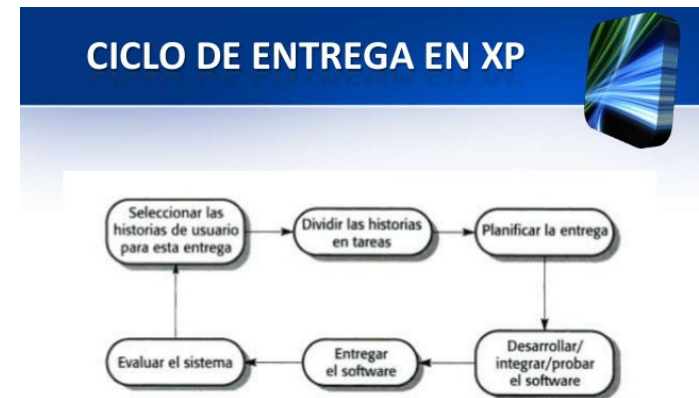 CICLO DE ENTREGA EN XP
Seleccionar las
historias de usuario
para esta entrega
Dividir las historias
en tareas
Planificar la entrega
Evaluar el sistema
Entregar
el software
Desarrollar/
integrar/probar
el software